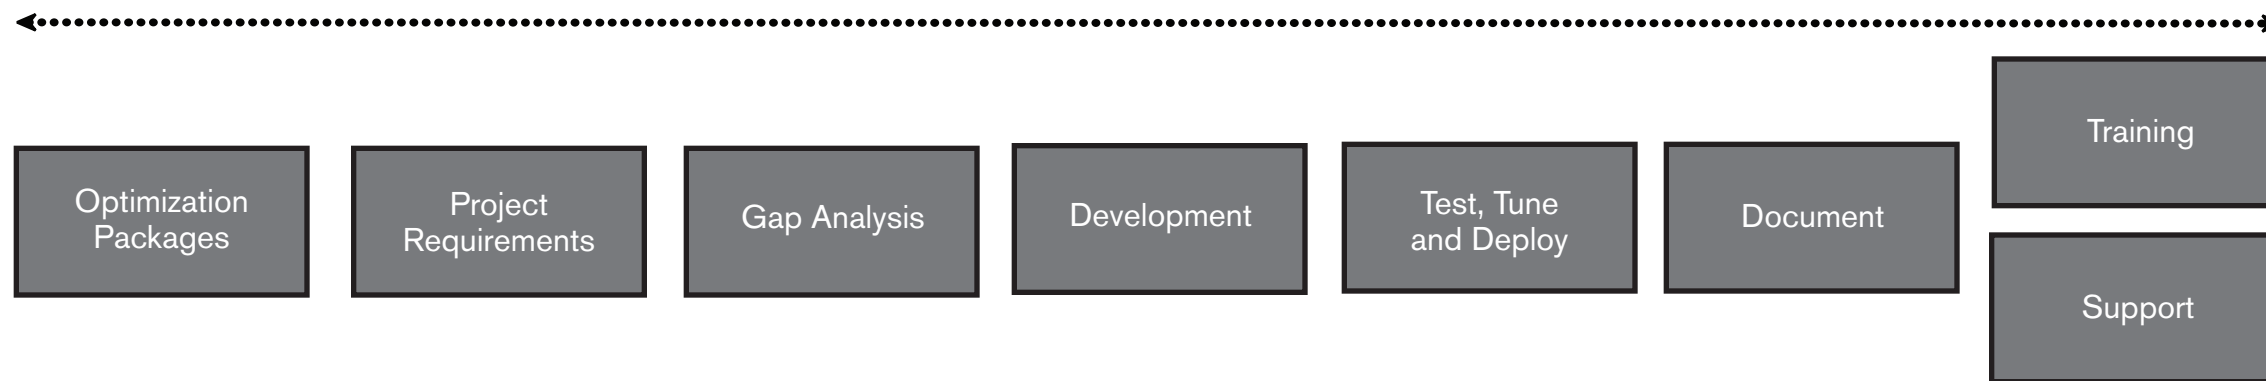 Optimization
Packages
Project
Requirements
Gap Analysis
Development
Test, Tune
and Deploy
Document
Training
Support